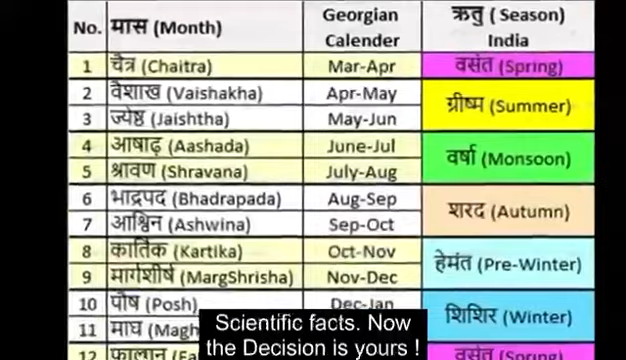 No. मास (Month) Georgian Calender ऋतु ( Season) India
1 चैत्र (Chaitra) Mar-Apr वसंत (Spring)
2 वैशाख (Vaishakha) Apr-May ग्रीष्म (Summer)
3 ज्येष्ठ (Jaishtha) May-Jun
4 आषाढ़ (Aashada) June-Jul वर्षा (Monsoon)
5 श्रावण (Shravana) July-Aug
6 भाद्रपद (Bhadrapada) Aug-Sep शरद (Autumn)
7 आश्विन (Ashwina) Sep-Oct
8 कार्तिक (Kartika) Oct-Nov हेमंत (Pre-Winter)
9 मार्गशीर्ष (MargShrisha) Nov-Dec
10 पौष (Posh) Dec-Jan शिशिर (Winter)
11 माघ
12 वसंत (Spring)
Scientific facts. Now
the Decision is yours !